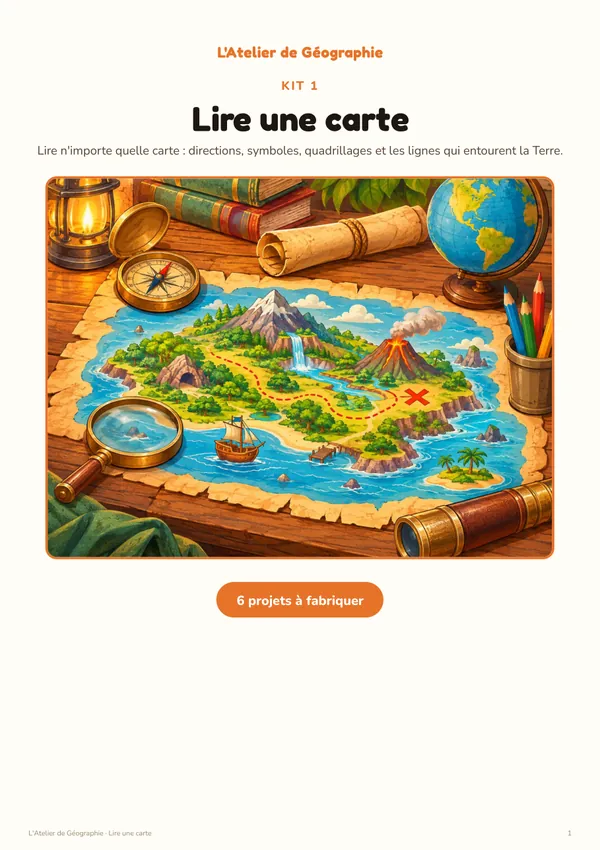 L'Atelier de Géographie
KIT 1
Lire une carte
Lire n'importe quelle carte : directions, symboles, quadrillages et les lignes qui entourent la Terre.
6 projets à fabriquer
L'Atelier de Géographie · Lire une carte
1